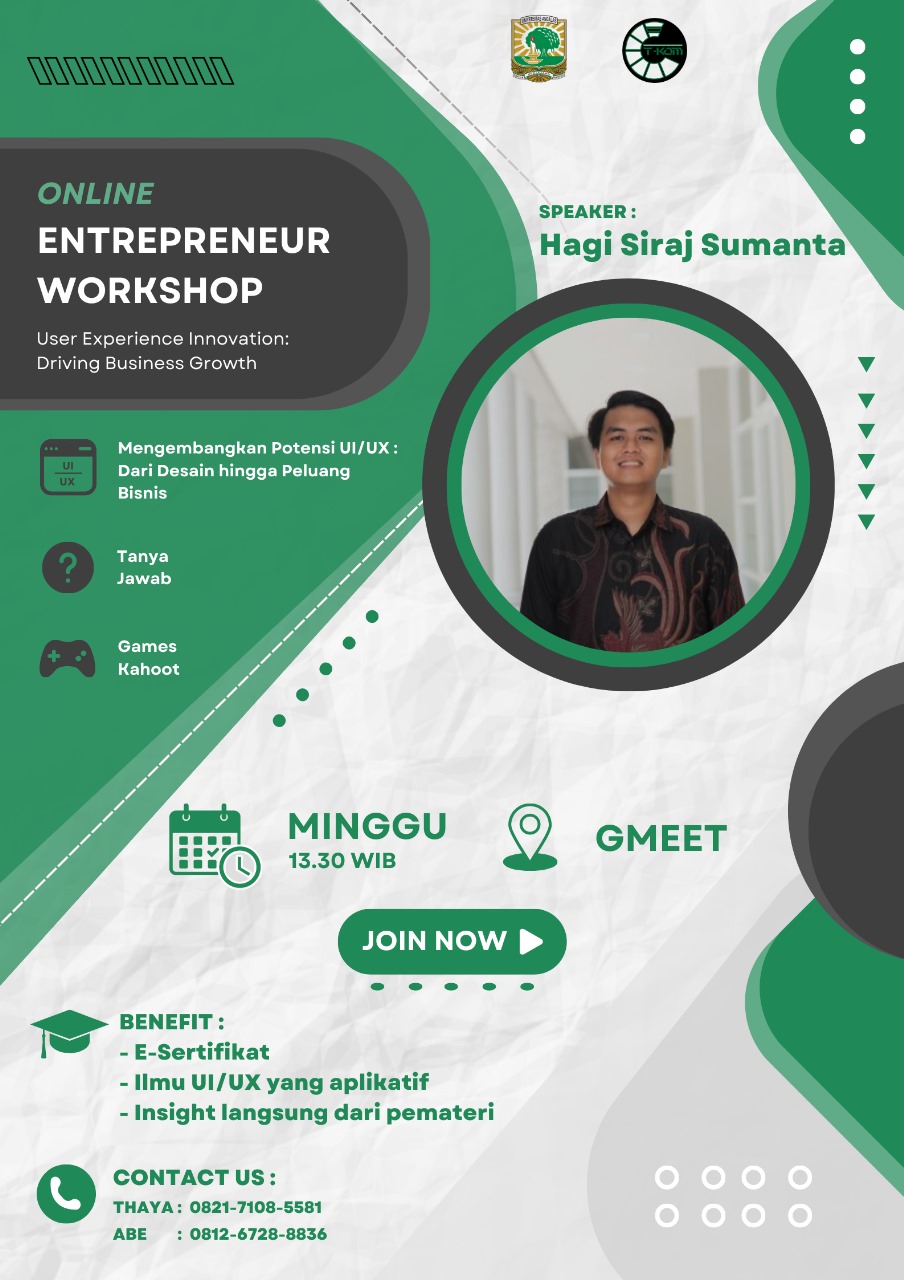 T-KOM
SPEAKER :
Hagi Siraj Sumanta
ONLINE
ENTREPRENEUR
WORKSHOP
User Experience Innovation:
Driving Business Growth
UI
UX
Mengembangkan Potensi UI/UX :
Dari Desain hingga Peluang
Bisnis
Tanya
Jawab
Games
Kahoot
MINGGU
13.30 WIB
GMEET
JOIN NOW
BENEFIT :
- E-Sertifikat
- Ilmu UI/UX yang aplikatif
- Insight langsung dari pemateri
CONTACT US :
THAYA : 0821-7108-5581
ABE : 0812-6728-8836